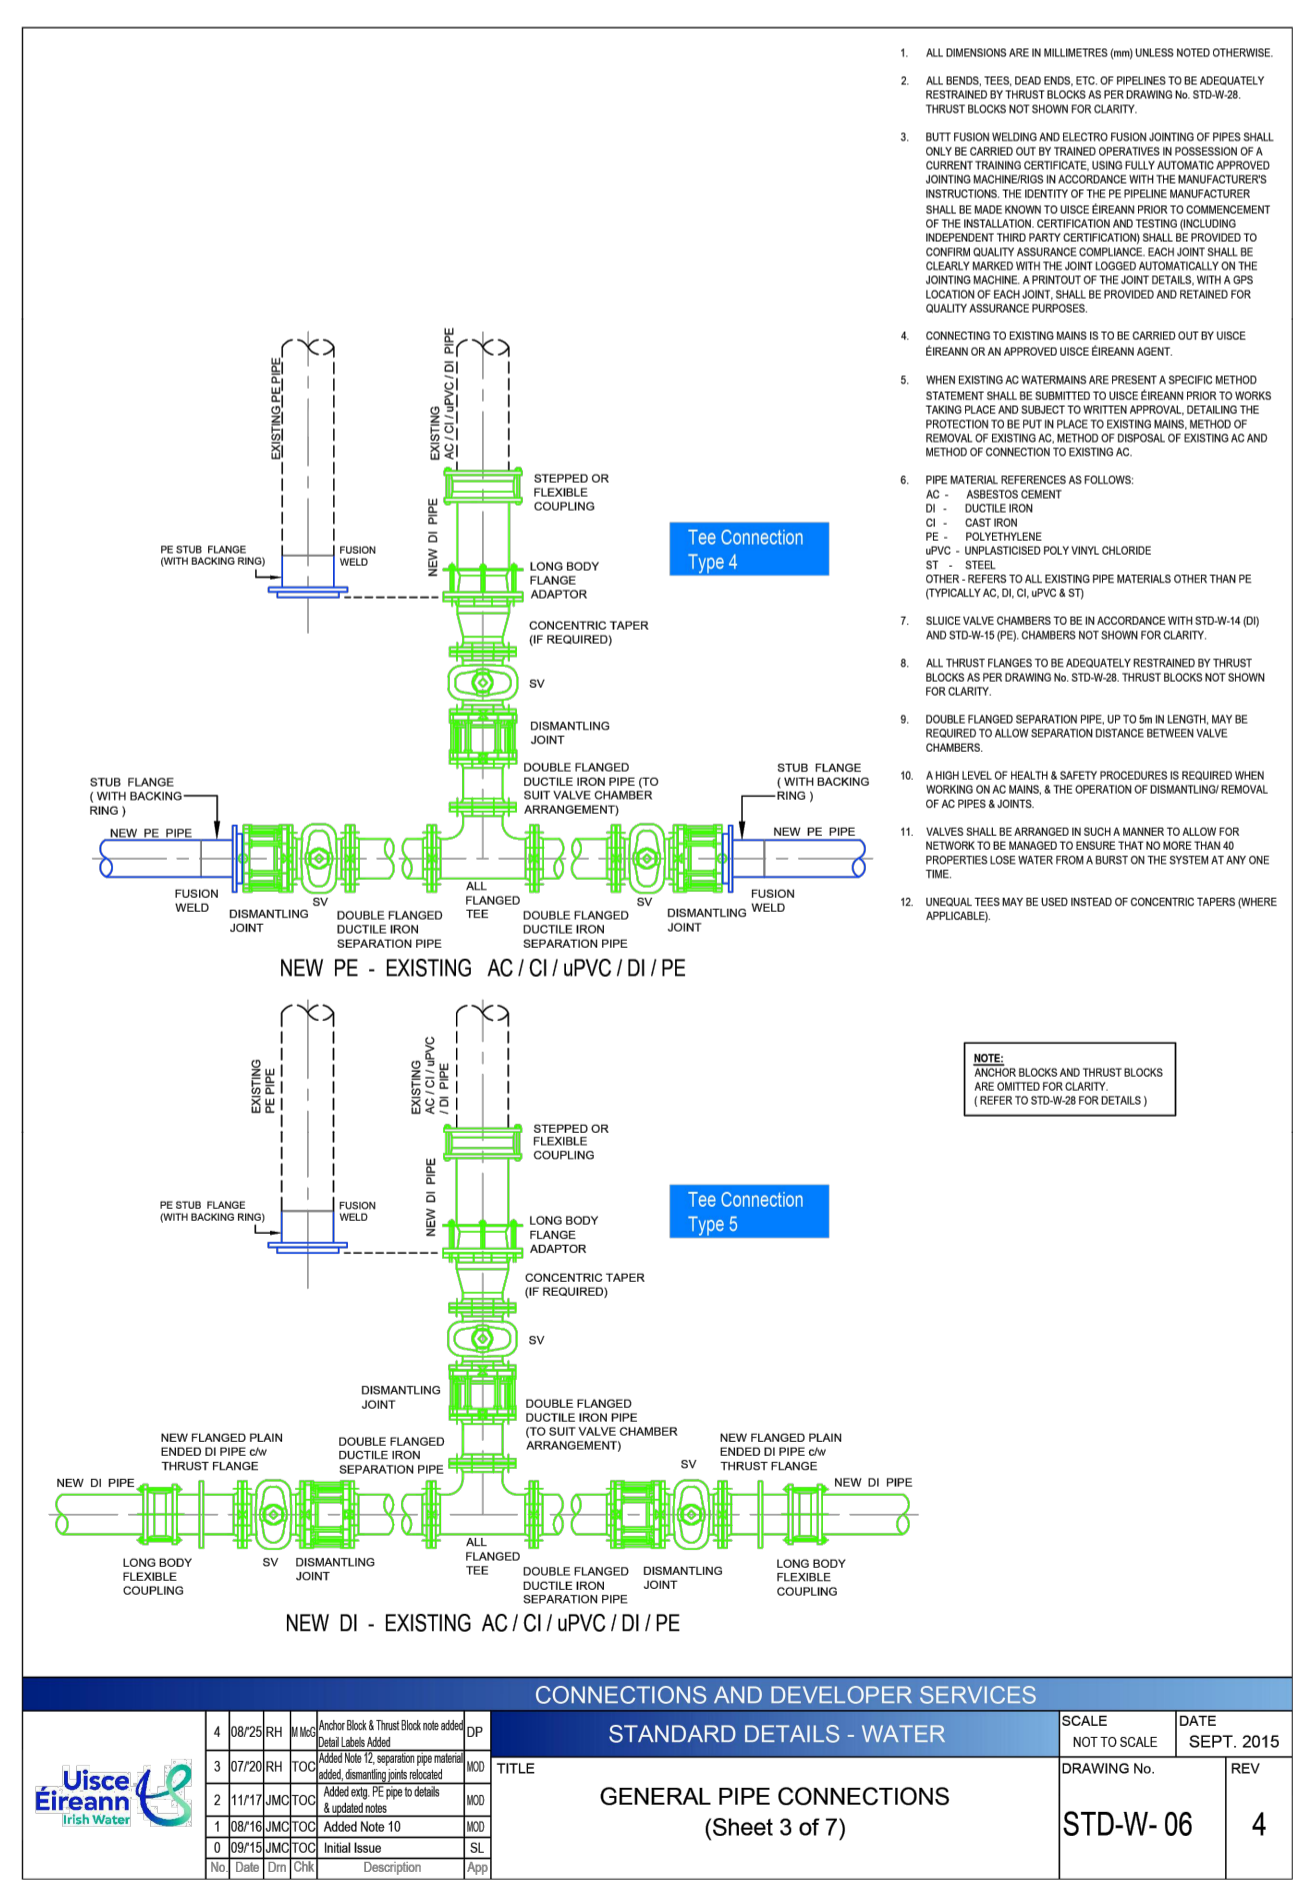 1. ALL DIMENSIONS ARE IN MILLIMETRES (mm) UNLESS NOTED OTHERWISE.
2. ALL BENDS, TEES, DEAD ENDS, ETC. OF PIPELINES TO BE ADEQUATELY
RESTRAINED BY THRUST BLOCKS AS PER DRAWING No. STD-W-28.
THRUST BLOCKS NOT SHOWN FOR CLARITY.
3. BUTT FUSION WELDING AND ELECTRO FUSION JOINTING OF PIPES SHALL
ONLY BE CARRIED OUT BY TRAINED OPERATIVES IN POSSESSION OF A
CURRENT TRAINING CERTIFICATE, USING FULLY AUTOMATIC APPROVED
JOINTING MACHINE/RIGS IN ACCORDANCE WITH THE MANUFACTURER'S
INSTRUCTIONS. THE IDENTITY OF THE PE PIPELINE MANUFACTURER
SHALL BE MADE KNOWN TO UISCE ÉIREANN PRIOR TO COMMENCEMENT
OF THE INSTALLATION. CERTIFICATION AND TESTING (INCLUDING
INDEPENDENT THIRD PARTY CERTIFICATION) SHALL BE PROVIDED TO
CONFIRM QUALITY ASSURANCE COMPLIANCE. EACH JOINT SHALL BE
CLEARLY MARKED WITH THE JOINT LOGGED AUTOMATICALLY ON THE
JOINTING MACHINE. A PRINTOUT OF THE JOINT DETAILS, WITH A GPS
LOCATION OF EACH JOINT, SHALL BE PROVIDED AND RETAINED FOR
QUALITY ASSURANCE PURPOSES.
4. CONNECTING TO EXISTING MAINS IS TO BE CARRIED OUT BY UISCE
ÉIREANN OR AN APPROVED UISCE ÉIREANN AGENT.
5. WHEN EXISTING AC WATERMAINS ARE PRESENT A SPECIFIC METHOD
STATEMENT SHALL BE SUBMITTED TO UISCE ÉIREANN PRIOR TO WORKS
TAKING PLACE AND SUBJECT TO WRITTEN APPROVAL, DETAILING THE
PROTECTION TO BE PUT IN PLACE TO EXISTING MAINS, METHOD OF
REMOVAL OF EXISTING AC, METHOD OF DISPOSAL OF EXISTING AC AND
METHOD OF CONNECTION TO EXISTING AC.
6. PIPE MATERIAL REFERENCES AS FOLLOWS:
AC - ASBESTOS CEMENT
DI - DUCTILE IRON
CI - CAST IRON
PE - POLYETHYLENE
uPVC - UNPLASTICISED POLY VINYL CHLORIDE
ST - STEEL
OTHER - REFERS TO ALL EXISTING PIPE MATERIALS OTHER THAN PE
(TYPICALLY AC, DI, CI, uPVC & ST)
7. SLUICE VALVE CHAMBERS TO BE IN ACCORDANCE WITH STD-W-14 (DI)
AND STD-W-15 (PE). CHAMBERS NOT SHOWN FOR CLARITY.
8. ALL THRUST FLANGES TO BE ADEQUATELY RESTRAINED BY THRUST
BLOCKS AS PER DRAWING No. STD-W-28. THRUST BLOCKS NOT SHOWN
FOR CLARITY.
9. DOUBLE FLANGED SEPARATION PIPE, UP TO 5m IN LENGTH, MAY BE
REQUIRED TO ALLOW SEPARATION DISTANCE BETWEEN VALVE
CHAMBERS.
10. A HIGH LEVEL OF HEALTH & SAFETY PROCEDURES IS REQUIRED WHEN
WORKING ON AC MAINS, & THE OPERATION OF DISMANTLING/ REMOVAL
OF AC PIPES & JOINTS.
11. VALVES SHALL BE ARRANGED IN SUCH A MANNER TO ALLOW FOR
NETWORK TO BE MANAGED TO ENSURE THAT NO MORE THAN 40
PROPERTIES LOSE WATER FROM A BURST ON THE SYSTEM AT ANY ONE
TIME.
12. UNEQUAL TEES MAY BE USED INSTEAD OF CONCENTRIC TAPERS (WHERE
APPLICABLE).
EXISTING PE PIPE
EXISTING
AC / CI / uPVC / DI PIPE
STEPPED OR
FLEXIBLE
COUPLING
NEW DI PIPE
Tee Connection
Type 4
PE STUB FLANGE
(WITH BACKING RING)
FUSION
WELD
LONG BODY
FLANGE
ADAPTOR
CONCENTRIC TAPER
(IF REQUIRED)
SV
DISMANTLING
JOINT
DOUBLE FLANGED
DUCTILE IRON PIPE (TO
SUIT VALVE CHAMBER
ARRANGEMENT)
STUB FLANGE
( WITH BACKING
RING )
STUB FLANGE
( WITH BACKING
RING )
NEW PE PIPE
NEW PE PIPE
FUSION
WELD
DISMANTLING
JOINT
SV
DOUBLE FLANGED
DUCTILE IRON
SEPARATION PIPE
ALL
FLANGED
TEE
DOUBLE FLANGED
DUCTILE IRON
SEPARATION PIPE
SV
DISMANTLING
JOINT
FUSION
WELD
NEW PE - EXISTING AC / CI / uPVC / DI / PE
EXISTING
PE PIPE
EXISTING
AC / CI / uPVC
/ DI PIPE
STEPPED OR
FLEXIBLE
COUPLING
NEW DI PIPE
Tee Connection
Type 5
NOTE:
ANCHOR BLOCKS AND THRUST BLOCKS
ARE OMITTED FOR CLARITY.
( REFER TO STD-W-28 FOR DETAILS )
PE STUB FLANGE
(WITH BACKING RING)
FUSION
WELD
LONG BODY
FLANGE
ADAPTOR
CONCENTRIC TAPER
(IF REQUIRED)
SV
DISMANTLING
JOINT
DOUBLE FLANGED
DUCTILE IRON PIPE
(TO SUIT VALVE CHAMBER
ARRANGEMENT)
NEW FLANGED PLAIN
ENDED DI PIPE c/w
THRUST FLANGE
DOUBLE FLANGED
DUCTILE IRON
SEPARATION PIPE
SV
NEW FLANGED PLAIN
ENDED DI PIPE c/w
THRUST FLANGE
NEW DI PIPE
NEW DI PIPE
LONG BODY
FLEXIBLE
COUPLING
SV
DISMANTLING
JOINT
ALL
FLANGED
TEE
DOUBLE FLANGED
DUCTILE IRON
SEPARATION PIPE
DISMANTLING
JOINT
LONG BODY
FLEXIBLE
COUPLING
NEW DI - EXISTING AC / CI / uPVC / DI / PE
CONNECTIONS AND DEVELOPER SERVICES
Uisce
Éireann
Irish Water
4 08/'25 RH M McG Anchor Block & Thrust Block note added DP
Detail Labels Added
3 07/'20 RH TOC Added Note 12, separation pipe material MOD
added, dismantling joints relocated
2 11/'17 JMC TOC Added extg. PE pipe to details MOD
& updated notes
1 08/'16 JMC TOC Added Note 10 MOD
0 09/'15 JMC TOC Initial Issue SL
No. Date Drn Chk Description App
STANDARD DETAILS - WATER
TITLE
GENERAL PIPE CONNECTIONS
(Sheet 3 of 7)
SCALE
NOT TO SCALE
DATE
SEPT. 2015
DRAWING No.
STD-W- 06
REV
4